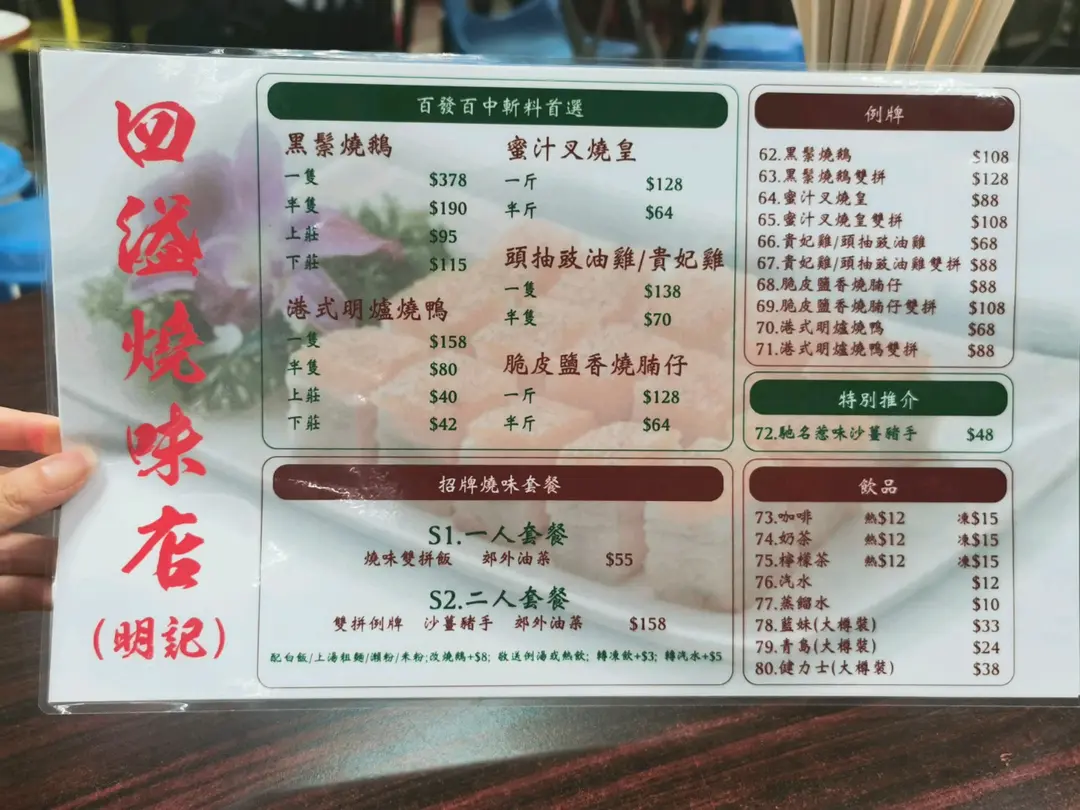 四溢燒味店
(明記)
百發百中斬料首選
黑鬃燒鵝
一隻 $378
半隻 $190
上莊 $95
下莊 $115
港式明爐燒鴨
一隻 $158
半隻 $80
上莊 $40
下莊 $42
蜜汁叉燒皇
一斤 $128
半斤 $64
頭抽豉油雞/貴妃雞
一隻 $138
半隻 $70
脆皮鹽香燒腩仔
一斤 $128
半斤 $64
招牌燒味套餐
S1.一人套餐
燒味雙拼飯 郊外油菜 $55
S2.二人套餐
雙拼例牌 沙薑豬手 郊外油菜 $158
配白飯/上湯粗麵/瀨粉/米粉;改燒鵝+$8; 敬送例湯或熱飲; 轉凍飲+$3; 轉汽水+$5
例牌
62.黑鬃燒鵝 $108
63.黑鬃燒鵝雙拼 $128
64.蜜汁叉燒皇 $88
65.蜜汁叉燒皇雙拼 $108
66.貴妃雞/頭抽豉油雞 $68
67.貴妃雞/頭抽豉油雞雙拼 $88
68.脆皮鹽香燒腩仔 $88
69.脆皮鹽香燒腩仔雙拼 $108
70.港式明爐燒鴨 $68
71.港式明爐燒鴨雙拼 $88
特別推介
72.馳名惹味沙薑豬手 $48
飲品
73.咖啡 熱$12 凍$15
74.奶茶 熱$12 凍$15
75.檸檬茶 熱$12 凍$15
76.汽水 $12
77.蒸餾水 $10
78.藍妹(大樽裝) $33
79.青島(大樽裝) $24
80.健力士(大樽裝) $38